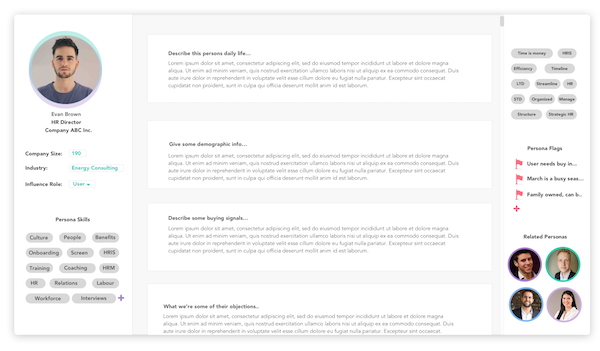 Evan Brown
HR Director
Company ABC Inc.
Company Size: 190
Industry: Energy Consulting
Influence Role: User
Persona Skills
Culture People Benefits
Onboarding Screen HRIS
Training Coaching HRM
HR Relations Labour
Workforce Interviews
Describe this persons daily life...
Lorem ipsum dolor sit amet, consectetur adipiscing elit, sed do eiusmod tempor incididunt ut labore et dolore magna
aliqua. Ut enim ad minim veniam, quis nostrud exercitation ullamco laboris nisi ut aliquip ex ea commodo consequat. Duis
aute irure dolor in reprehenderit in voluptate velit esse cillum dolore eu fugiat nulla pariatur. Excepteur sint occaecat
cupidatat non proident, sunt in culpa qui officia deserunt mollit anim id est laborum.
Give some demographic info...
Lorem ipsum dolor sit amet, consectetur adipiscing elit, sed do eiusmod tempor incididunt ut labore et dolore magna
aliqua. Ut enim ad minim veniam, quis nostrud exercitation ullamco laboris nisi ut aliquip ex ea commodo consequat. Duis
aute irure dolor in reprehenderit in voluptate velit esse cillum dolore eu fugiat nulla pariatur. Excepteur sint occaecat
cupidatat non proident, sunt in culpa qui officia deserunt mollit anim id est laborum.
Describe some buying signals...
Lorem ipsum dolor sit amet, consectetur adipiscing elit, sed do eiusmod tempor incididunt ut labore et dolore magna
aliqua. Ut enim ad minim veniam, quis nostrud exercitation ullamco laboris nisi ut aliquip ex ea commodo consequat. Duis
aute irure dolor in reprehenderit in voluptate velit esse cillum dolore eu fugiat nulla pariatur. Excepteur sint occaecat
cupidatat non proident, sunt in culpa qui officia deserunt mollit anim id est laborum.
What we're some of their objections..
Lorem ipsum dolor sit amet, consectetur adipiscing elit, sed do eiusmod tempor incididunt ut labore et dolore magna
aliqua. Ut enim ad minim veniam, quis nostrud exercitation ullamco laboris nisi ut aliquip ex ea commodo consequat. Duis
aute irure dolor in reprehenderit in voluptate velit esse cillum dolore eu fugiat nulla pariatur. Excepteur sint occaecat
Time is money HRIS
Efficiency Timeline
LTD Streamline HR
STD Organized Manage
Structure Strategic HR
Persona Flags
User needs buy in...
March is a busy seas...
Family owned, can b..
Related Personas